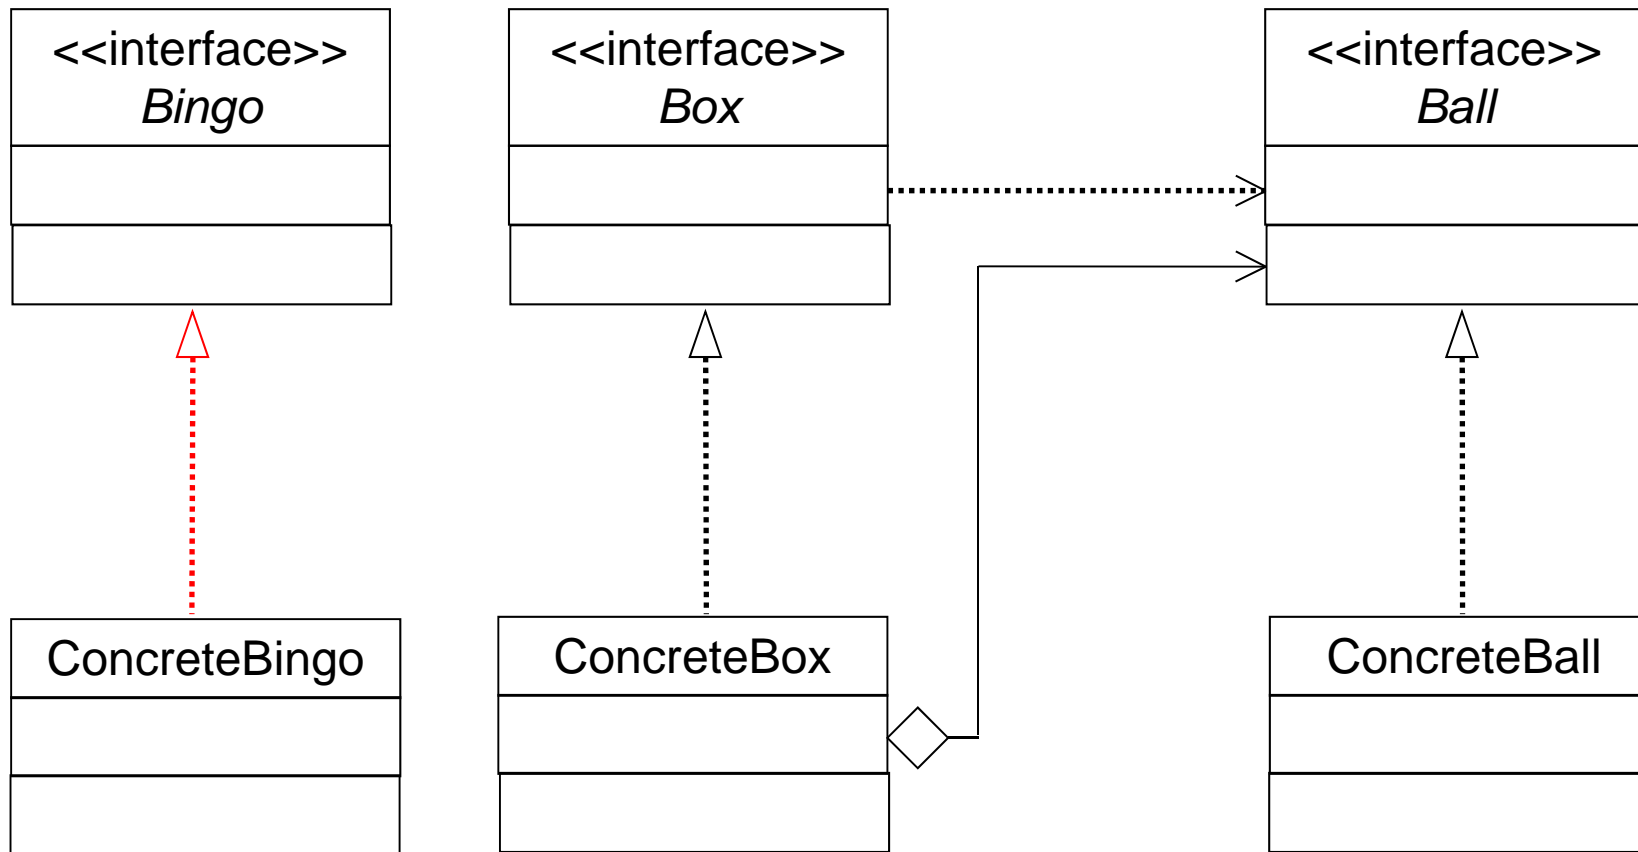 <<interface>>
Bingo
<<interface>>
Box
<<interface>>
Ball
ConcreteBingo
ConcreteBox
ConcreteBall